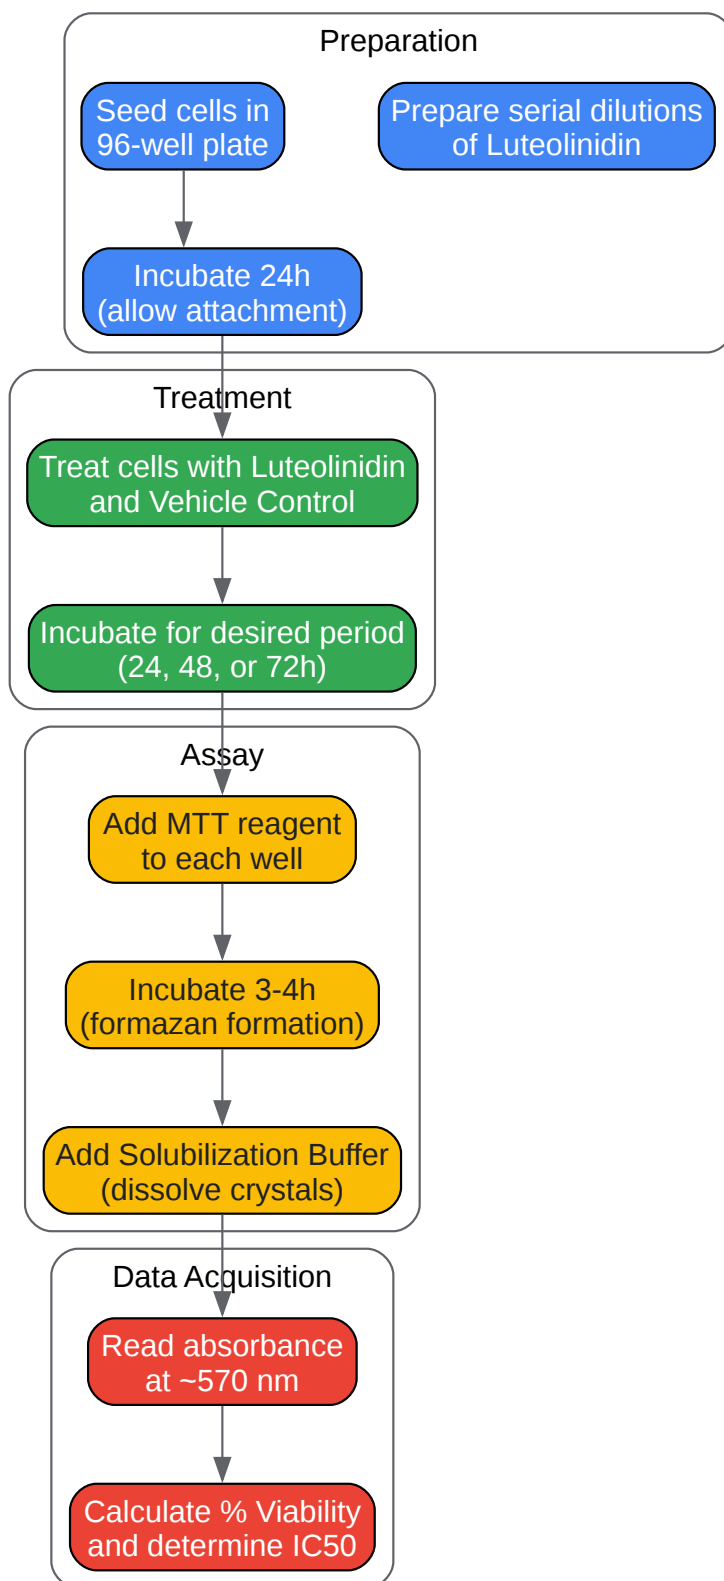 Preparation
Seed cells in
96-well plate
Prepare serial dilutions
of Luteolinidin
Incubate 24h
(allow attachment)
Treatment
Treat cells with Luteolinidin
and Vehicle Control
Incubate for desired period
(24, 48, or 72h)
Assay
Add MTT reagent
to each well
Incubate 3-4h
(formazan formation)
Add Solubilization Buffer
(dissolve crystals)
Data Acquisition
Read absorbance
at ~570 nm
Calculate % Viability
and determine IC50